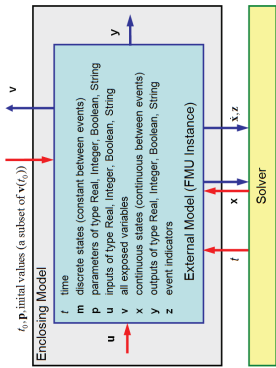 t₀, p, inital values (a subset of v(t₀))
v
Enclosing Model
t time
m discrete states (constant between events)
p parameters of type Real, Integer, Boolean, String
u inputs of type Real, Integer, Boolean, String
v all exposed variables
x continuous states (continuous between events)
y outputs of type Real, Integer, Boolean, String
z event indicators
External Model (FMU Instance)
u
y
t
x
ẋ, z
Solver